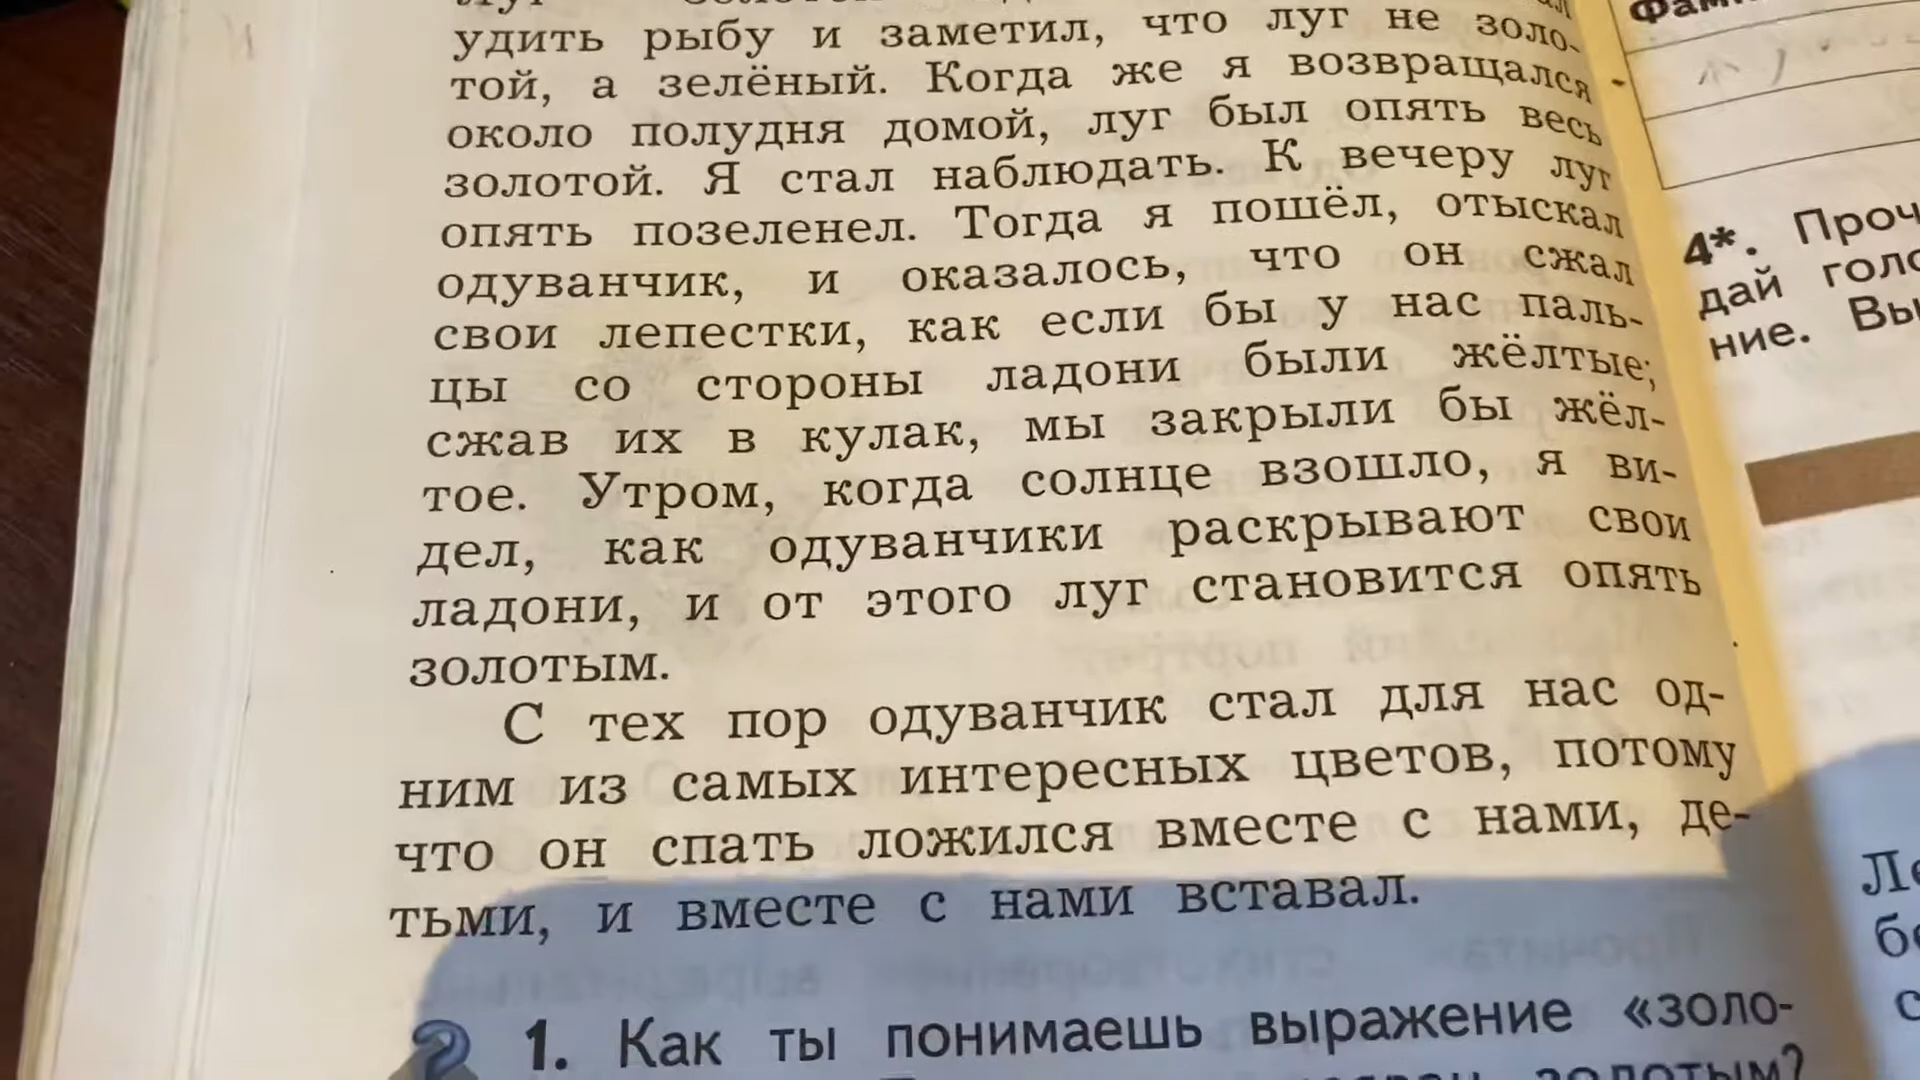 удить рыбу и заметил, что луг не золо-
той, а зелёный. Когда же я возвращался
около полудня домой, луг был опять весь
золотой. Я стал наблюдать. К вечеру луг
опять позеленел. Тогда я пошёл, отыскал
одуванчик, и оказалось, что он сжал
свои лепестки, как если бы у нас паль-
цы со стороны ладони были жёлтые;
сжав их в кулак, мы закрыли бы жёл-
тое. Утром, когда солнце взошло, я ви-
дел, как одуванчики раскрывают свои
ладони, и от этого луг становится опять
золотым.
С тех пор одуванчик стал для нас од-
ним из самых интересных цветов, потому
что он спать ложился вместе с нами, де-
тьми, и вместе с нами вставал.
1. Как ты понимаешь выражение «золо-
золотым?
4*. Проч
дай голо
ние. Вы
Ле
бе
с